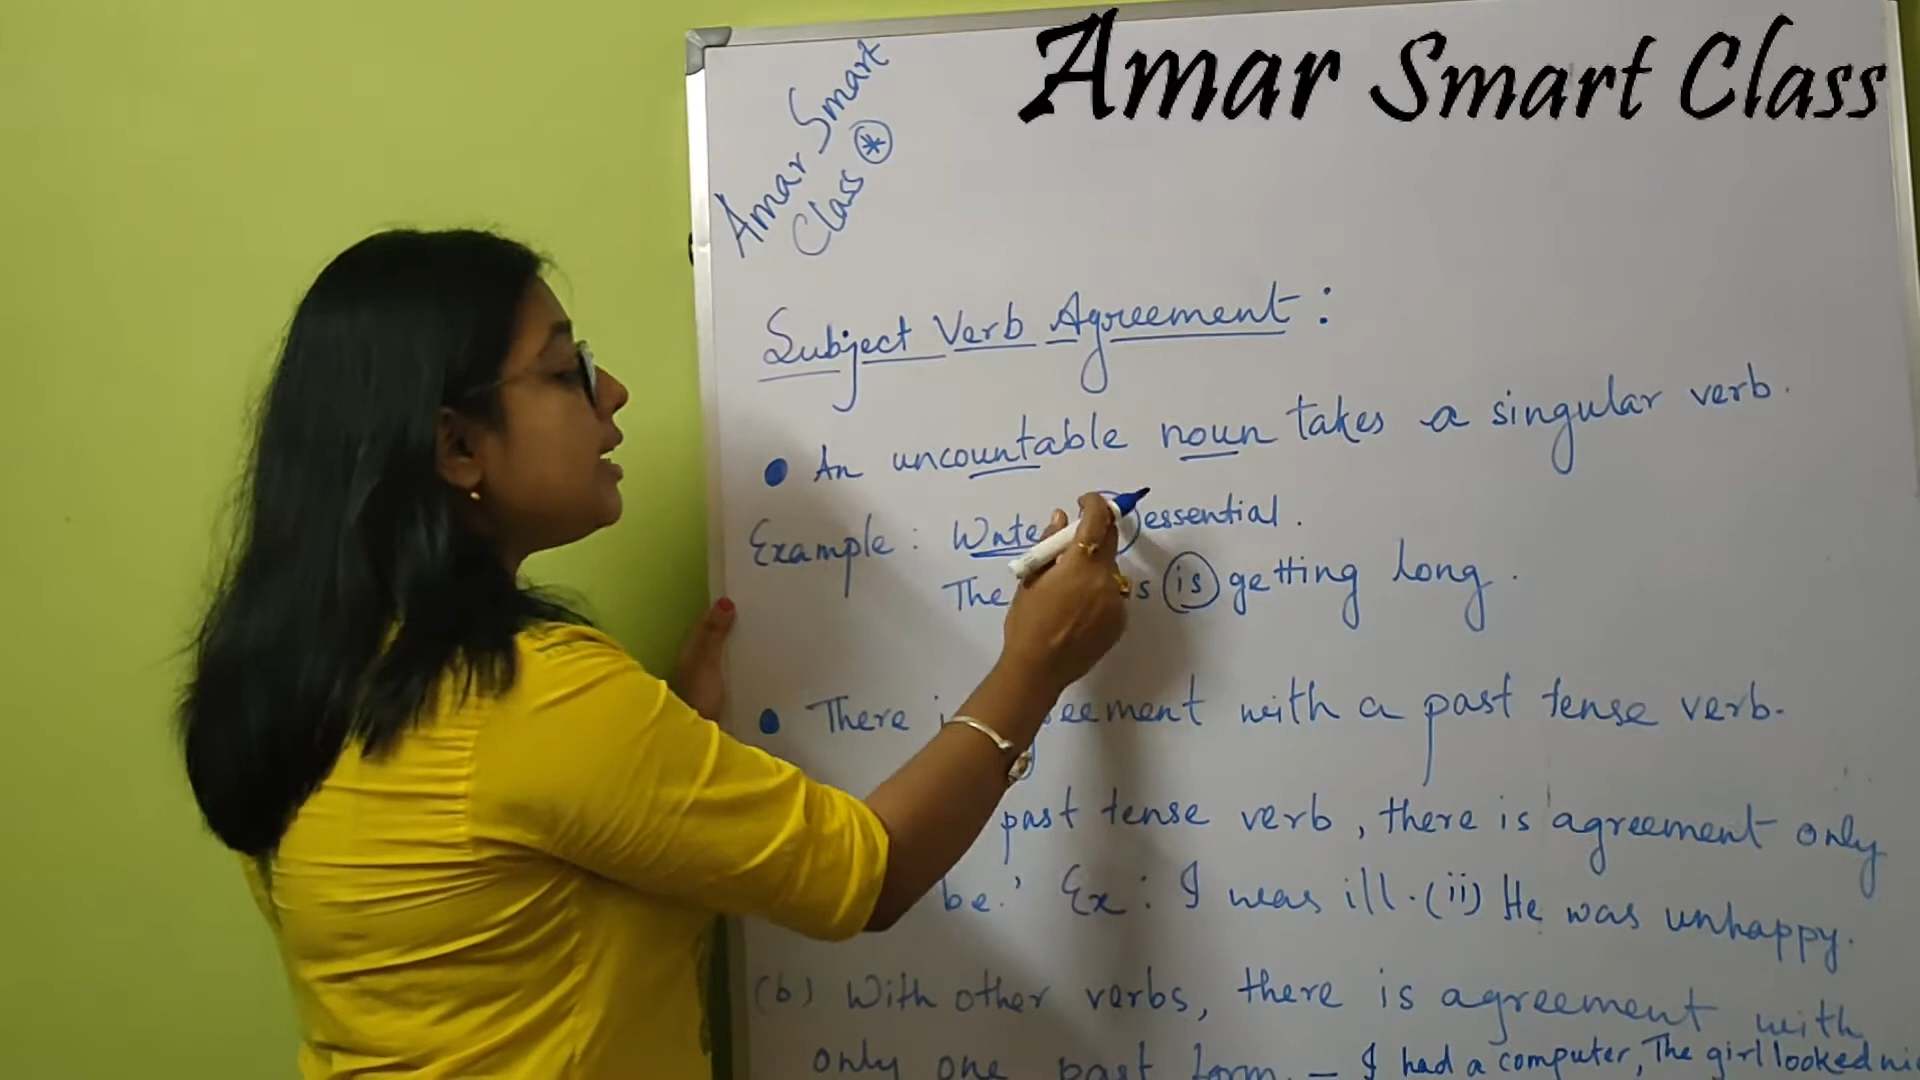 Amar Smart Class
Amar Smart
Class
Subject Verb Agreement :
An uncountable noun takes a singular verb.
Example : essential.
The is getting long.
There agreement with a past tense verb.
past tense verb, there is agreement only
be.' Ex : I was ill. (ii) He was unhappy.
(b) With other verbs, there is agreement with
only one past form – I had a computer, The girl looked